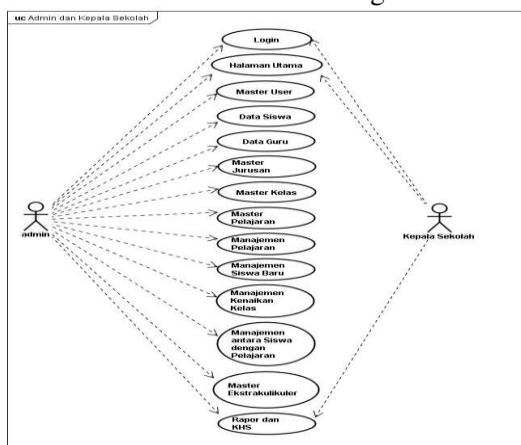 uc Admin dan Kepala Sekolah
Login
Halaman Utama
Master User
Data Siswa
Data Guru
Master
Jurusan
Master Kelas
Master
Pelajaran
Manajemen
Pelajaran
Manajemen
Siswa Baru
Manajemen
Kenaikan
Kelas
Manajemen
antara Siswa
dengan
Pelajaran
Master
Ekstrakulikuler
Rapor dan
KHS
admin
Kepala Sekolah